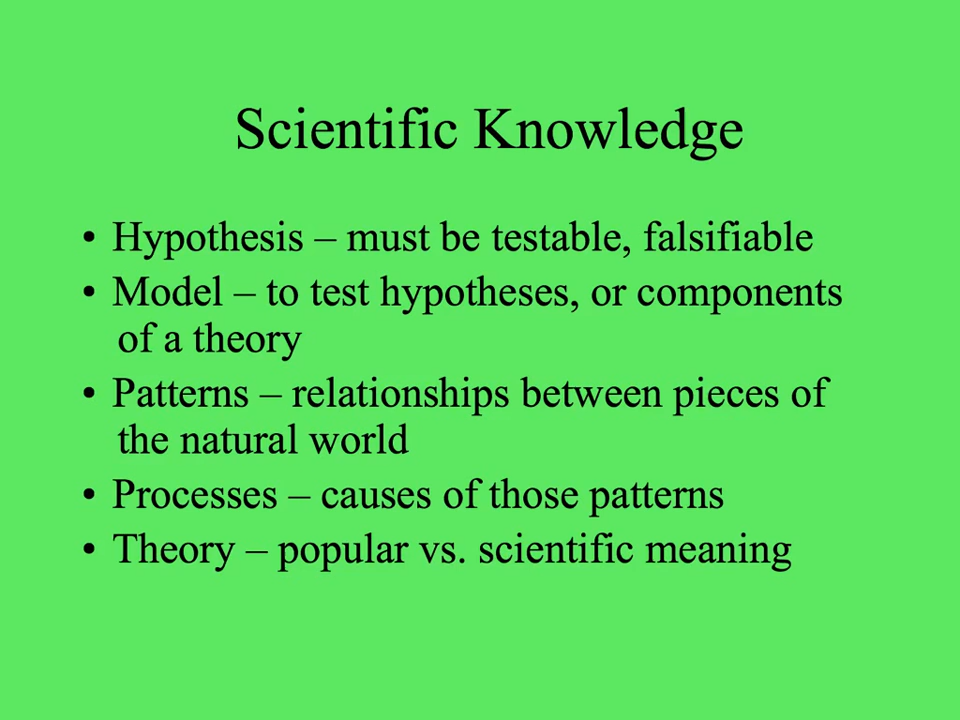 Scientific Knowledge
• Hypothesis – must be testable, falsifiable
• Model – to test hypotheses, or components
of a theory
• Patterns – relationships between pieces of
the natural world
• Processes – causes of those patterns
• Theory – popular vs. scientific meaning